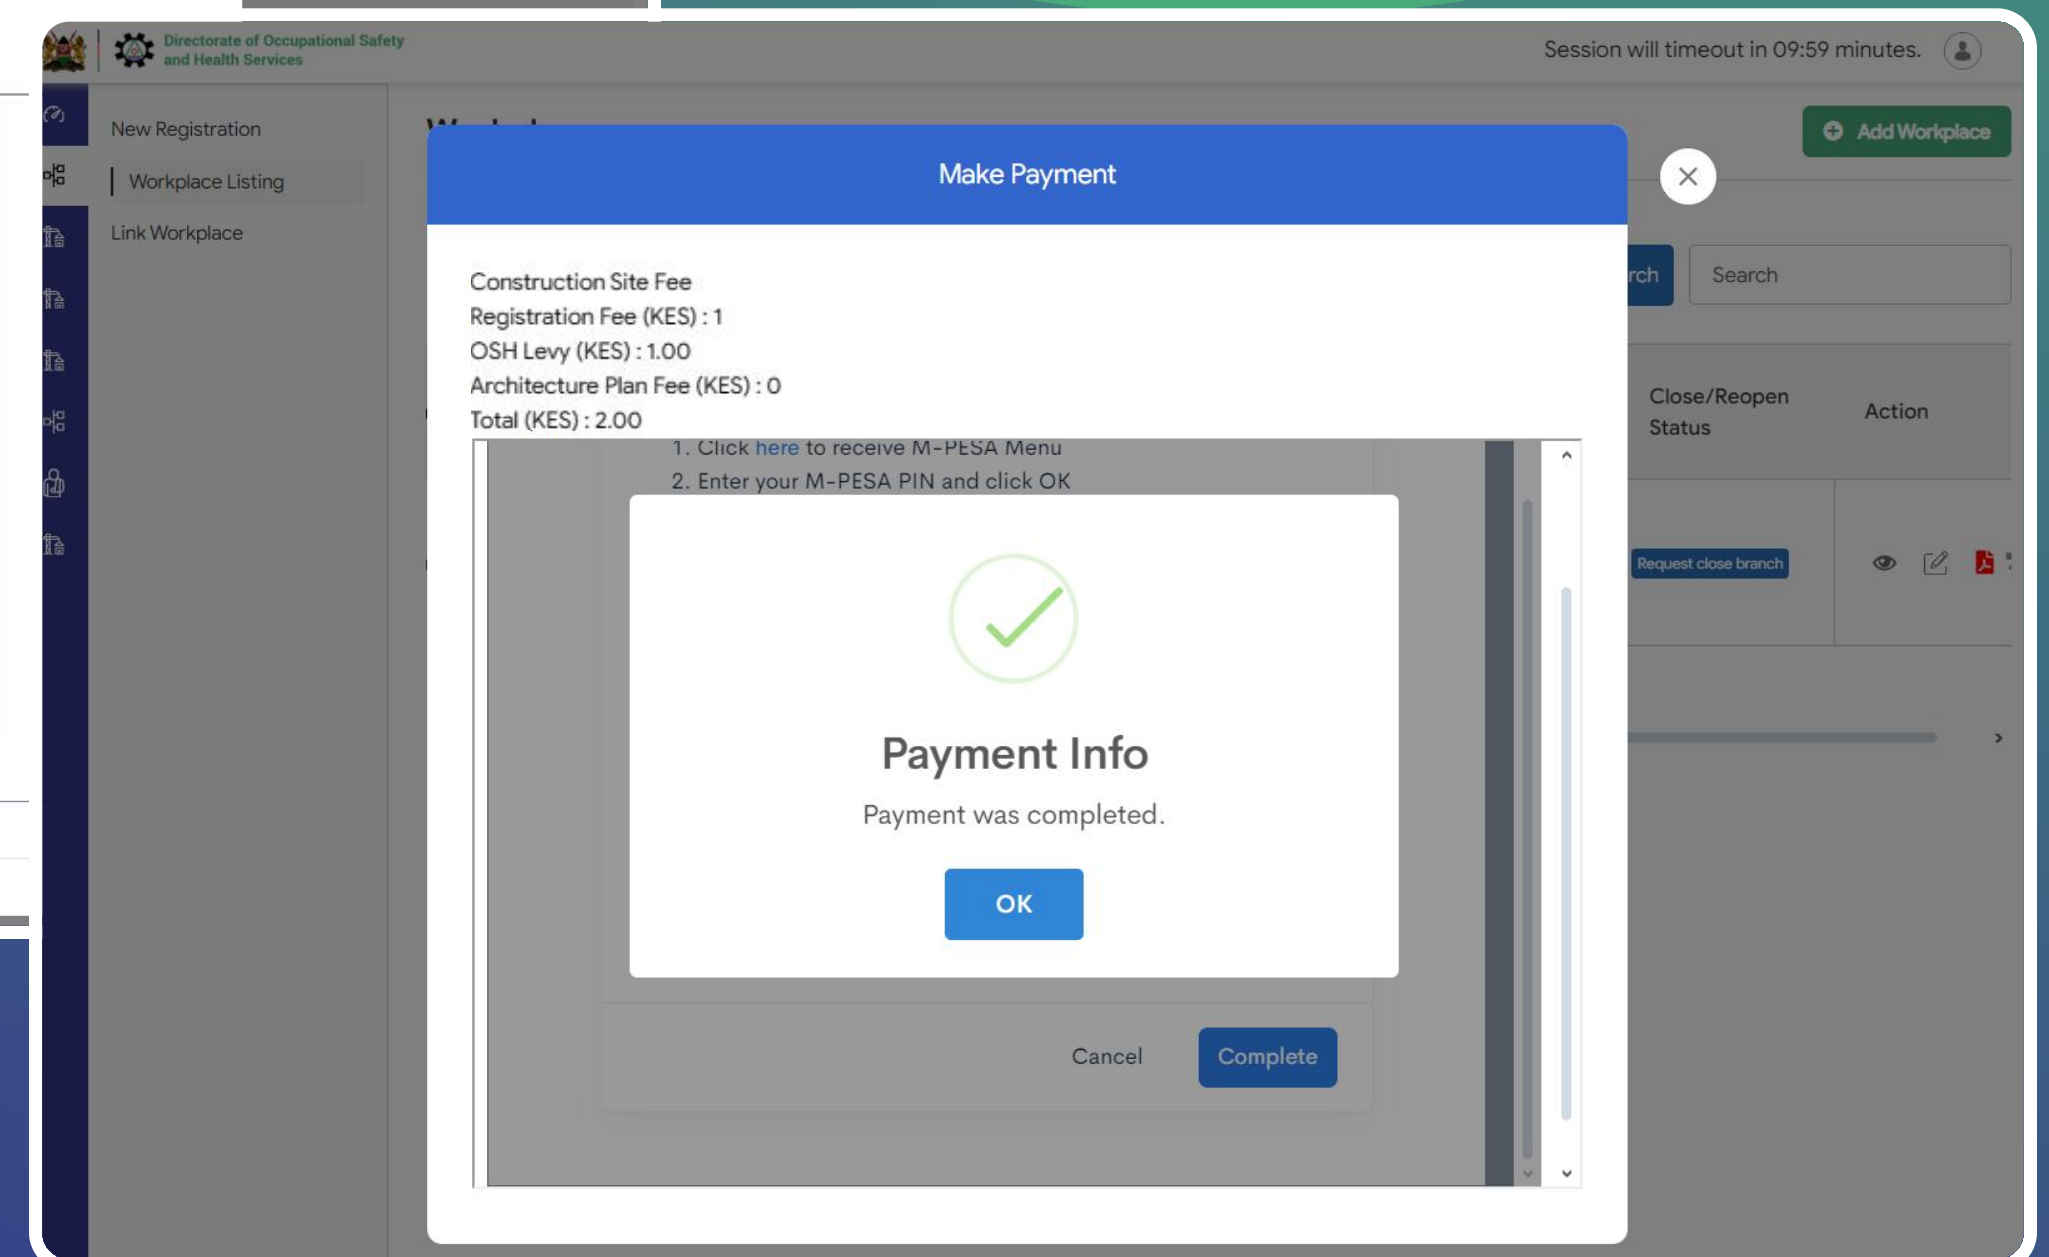 Directorate of Occupational Safety
and Health Services
Session will timeout in 09:59 minutes.
New Registration
Workplace Listing
Link Workplace
Add Workplace
Make Payment
Construction Site Fee
Registration Fee (KES) : 1
OSH Levy (KES) : 1.00
Architecture Plan Fee (KES) : 0
Total (KES) : 2.00
1. Click here to receive M-PESA Menu
2. Enter your M-PESA PIN and click OK
Payment Info
Payment was completed.
OK
Cancel
Complete
Search
Close/Reopen
Status
Action
Request close branch